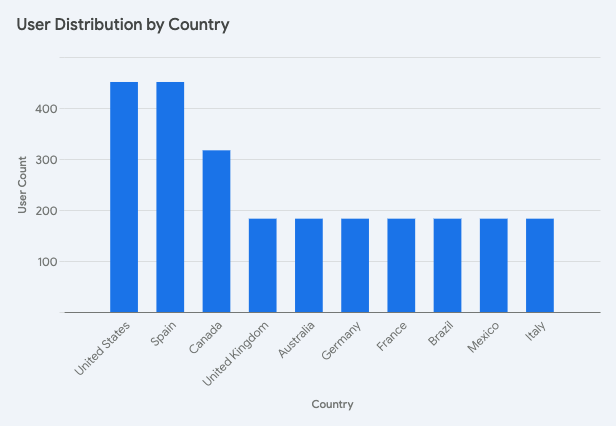 User Distribution by Country
User Count
400
300
200
100
United States
Spain
Canada
United Kingdom
Australia
Germany
France
Brazil
Mexico
Italy
Country